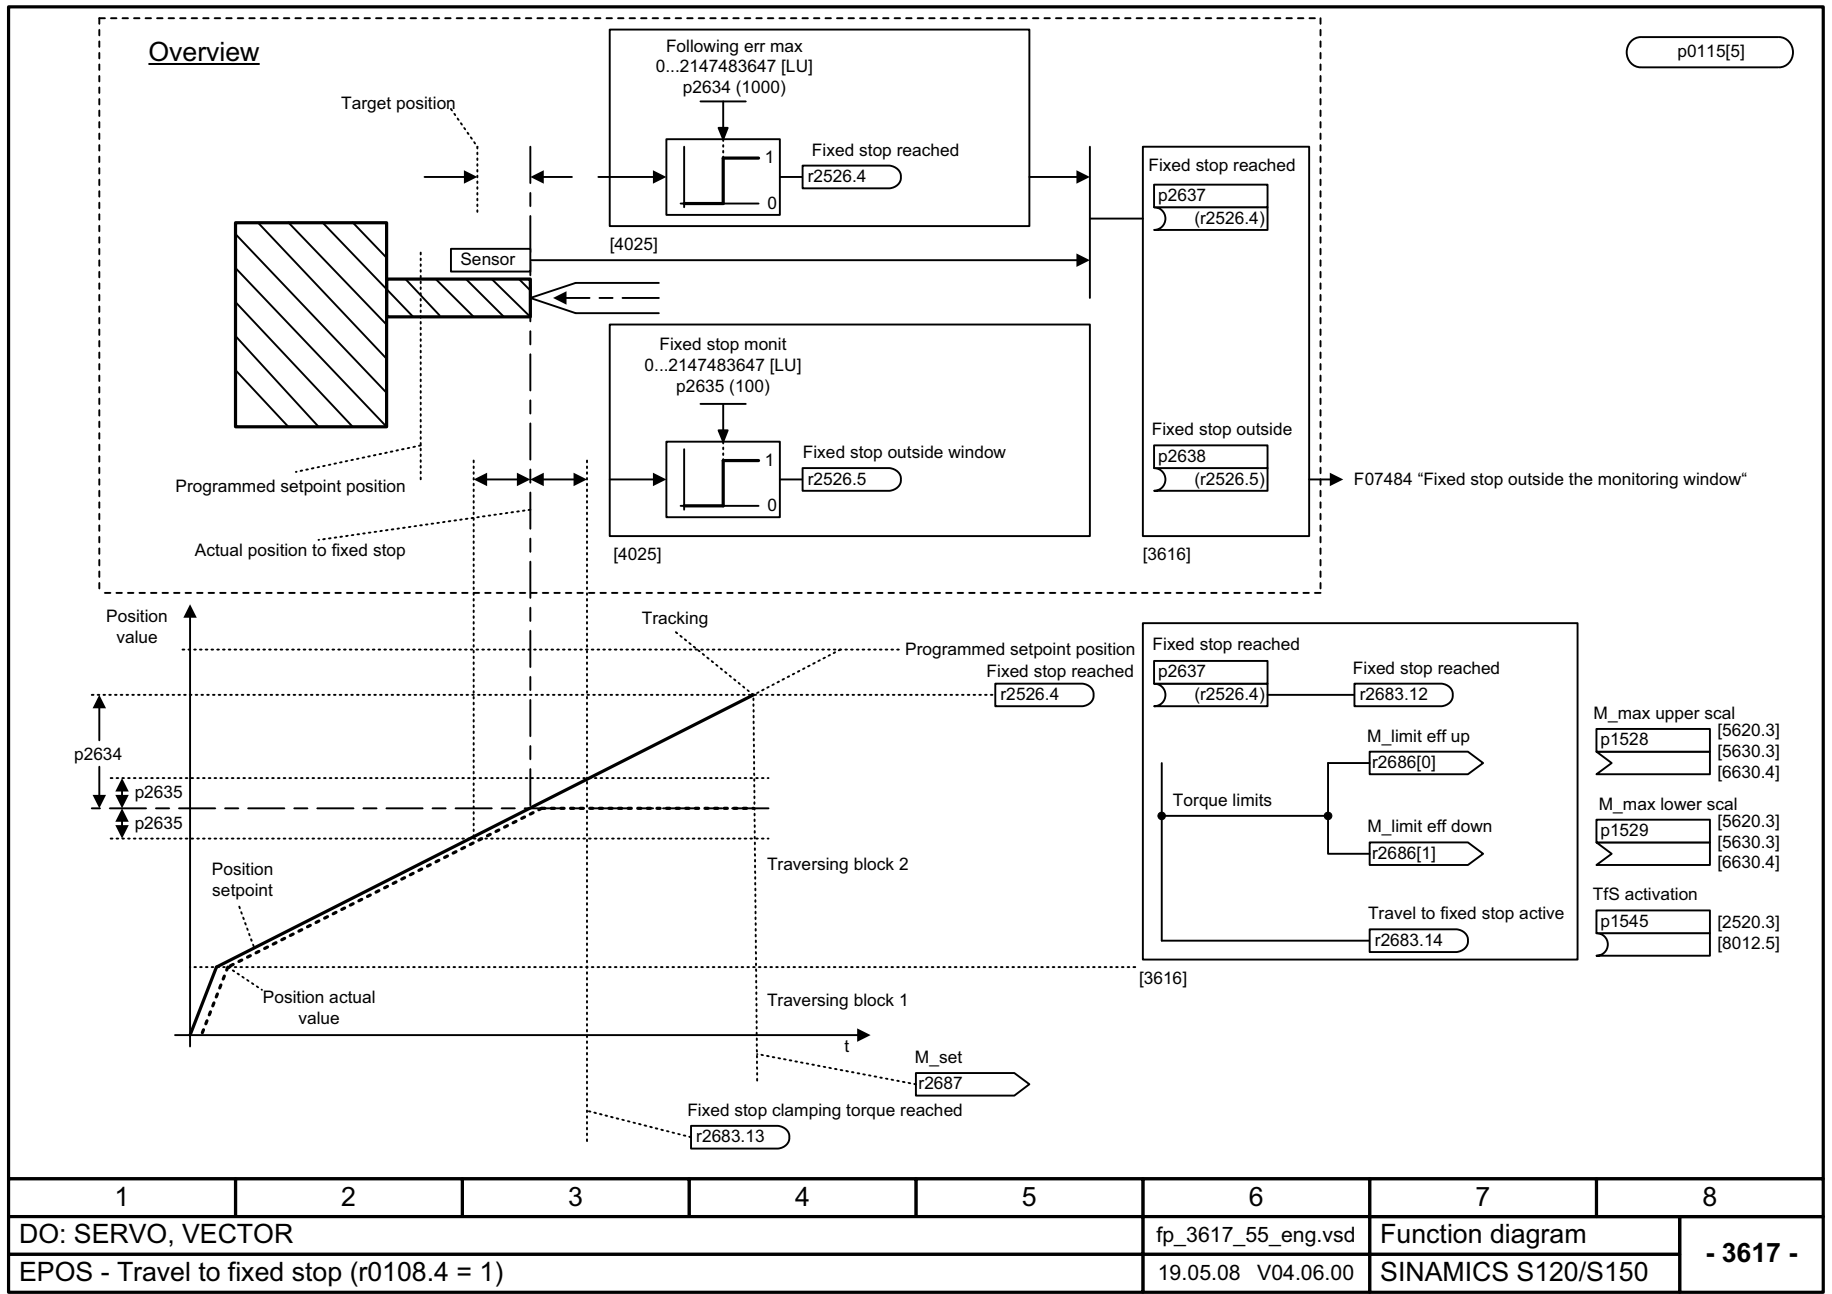 Overview
p0115[5]
Target position
Following err max
0...2147483647 [LU]
p2634 (1000)
1
0
Fixed stop reached
r2526.4
[4025]
Sensor
Fixed stop monit
0...2147483647 [LU]
p2635 (100)
1
0
Fixed stop outside window
r2526.5
[4025]
Fixed stop reached
p2637
(r2526.4)
Fixed stop outside
p2638
(r2526.5)
[3616]
F07484 “Fixed stop outside the monitoring window“
Programmed setpoint position
Actual position to fixed stop
Position
value
Tracking
Programmed setpoint position
Fixed stop reached
r2526.4
p2634
p2635
p2635
Position
setpoint
Position actual
value
Traversing block 2
Traversing block 1
t
M_set
r2687
Fixed stop clamping torque reached
r2683.13
Fixed stop reached
p2637
(r2526.4)
Fixed stop reached
r2683.12
M_limit eff up
r2686[0]
Torque limits
M_limit eff down
r2686[1]
Travel to fixed stop active
r2683.14
[3616]
M_max upper scal
p1528
[5620.3]
[5630.3]
[6630.4]
M_max lower scal
p1529
[5620.3]
[5630.3]
[6630.4]
TfS activation
p1545
[2520.3]
[8012.5]
1 2 3 4 5 6 7 8
DO: SERVO, VECTOR
fp_3617_55_eng.vsd
Function diagram
- 3617 -
EPOS - Travel to fixed stop (r0108.4 = 1)
19.05.08 V04.06.00
SINAMICS S120/S150